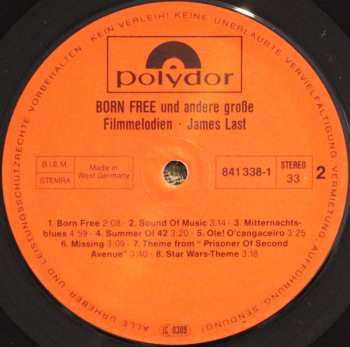 KEIN VERLEIH! KEINE UNERLAUBTE VERVIELFÄLTIGUNG, VERMIETUNG, AUFFÜHRUNG, SENDUNG!
ALLE URHEBER UND LEISTUNGSSCHUTZRECHTE VORBEHALTEN
polydor
BORN FREE und andere große
Filmmelodien · James Last
B.I.E.M.
STEMRA
Made in
West Germany
841 338-1
STEREO
33
2
1. Born Free 2:08 · 2. Sound Of Music 3:14 · 3. Mitternachts-
blues 4:59 · 4. Summer Of 42 3:30 · 5. Ole! O'cangaceiro 3:25
6. Missing 3:09 · 7. Theme from " Prisoner Of Second
Avenue" 3:40 · 8. Star Wars-Theme 3:18
LC 0309